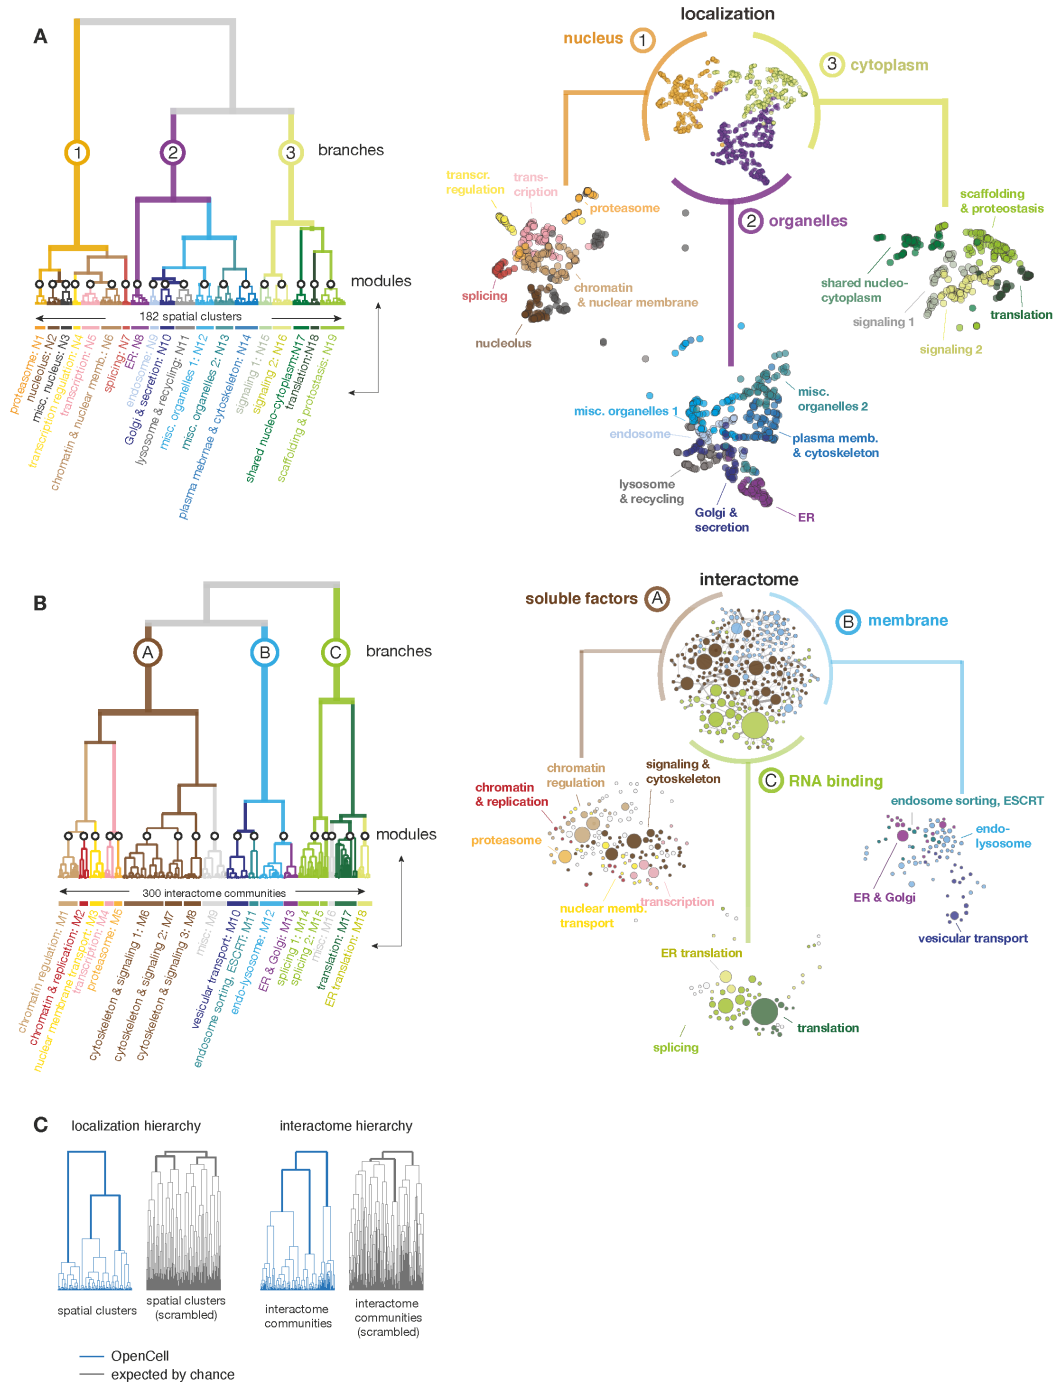 A
1
2
3
branches
modules
182 spatial clusters
proteasome: N1
nucleolus: N2
misc. nucleus: N3
transcription regulation: N4
transcription: N5
chromatin & nuclear memb.: N6
splicing: N7
ER: N8
endosome: N9
Golgi & secretion: N10
lysosome & recycling: N11
misc. organelles 1: N12
misc. organelles 2: N13
plasma mebrnae & cytoskeleton: N14
signaling 1: N15
signaling 2: N16
shared nucleo-cytoplasm: N17
translation: N18
scaffolding & protostasis: N19
localization
nucleus 1
3 cytoplasm
2 organelles
transcr.
regulation
trans-
cription
proteasome
splicing
chromatin
& nuclear membrane
nucleolus
scaffolding
& proteostasis
shared nucleo-
cytoplasm
signaling 1
translation
signaling 2
misc. organelles 1
misc.
organelles 2
endosome
plasma memb.
& cytoskeleton
lysosome
& recycling
Golgi &
secretion
ER
B
A
B
C
branches
modules
300 interactome communities
chromatin regulation: M1
chromatin & replication: M2
nuclear membrane transport: M3
transcription: M4
proteasome: M5
cytoskeleton & signaling 1: M6
cytoskeleton & signaling 2: M7
cytoskeleton & signaling 3: M8
misc: M9
vesicular transport: M10
endosome sorting, ESCRT: M11
endo-lysosome: M12
ER & Golgi: M13
splicing 1: M14
splicing 2: M15
misc: M16
translation: M17
ER translation: M18
interactome
soluble factors A
B membrane
C RNA binding
chromatin
regulation
signaling &
cytoskeleton
chromatin
& replication
proteasome
nuclear memb.
transport
transcription
endosome sorting, ESCRT
endo-
lysosome
ER & Golgi
vesicular transport
ER translation
translation
splicing
C
localization hierarchy
interactome hierarchy
spatial clusters
spatial clusters
(scrambled)
interactome
communities
interactome
communities
(scrambled)
OpenCell
expected by chance